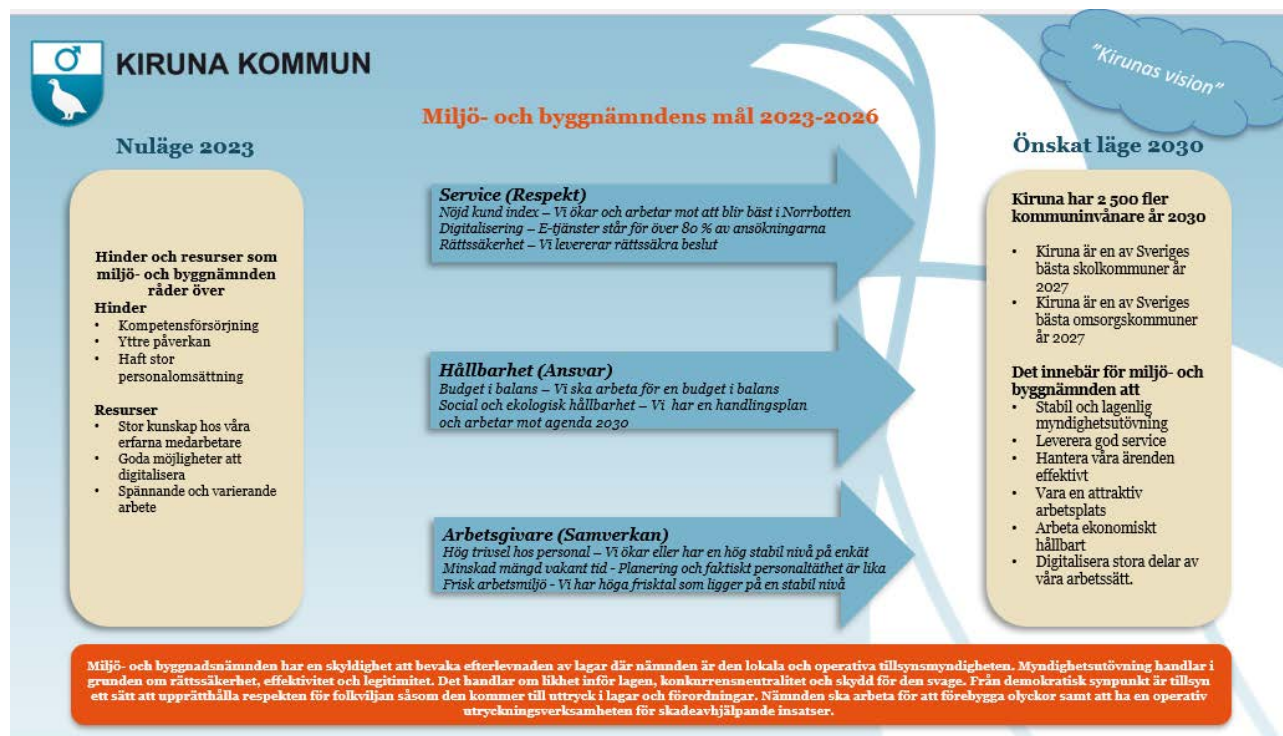 KIRUNA KOMMUN
"Kirunas vision"
Miljö- och byggnämndens mål 2023-2026
Nuläge 2023
Hinder och resurser som
miljö- och byggnämnden
råder över
Hinder
• Kompetensförsörjning
• Yttre påverkan
• Haft stor
personalomsättning
Resurser
• Stor kunskap hos våra
erfarna medarbetare
• Goda möjligheter att
digitalisera
• Spännande och varierande
arbete
Service (Respekt)
Nöjd kund index – Vi ökar och arbetar mot att blir bäst i Norrbotten
Digitalisering – E-tjänster står för över 80 % av ansökningarna
Rättssäkerhet – Vi levererar rättssäkra beslut
Hållbarhet (Ansvar)
Budget i balans – Vi ska arbeta för en budget i balans
Social och ekologisk hållbarhet – Vi har en handlingsplan
och arbetar mot agenda 2030
Arbetsgivare (Samverkan)
Hög trivsel hos personal – Vi ökar eller har en hög stabil nivå på enkät
Minskad mängd vakant tid - Planering och faktiskt personaltäthet är lika
Frisk arbetsmiljö - Vi har höga frisktal som ligger på en stabil nivå
Önskat läge 2030
Kiruna har 2 500 fler
kommuninvånare år 2030
• Kiruna är en av Sveriges
bästa skolkommuner år
2027
• Kiruna är en av Sveriges
bästa omsorgskommuner
år 2027
Det innebär för miljö- och
byggnämnden att
• Stabil och lagenlig
myndighetsutövning
• Leverera god service
• Hantera våra ärenden
effektivt
• Vara en attraktiv
arbetsplats
• Arbeta ekonomiskt
hållbart
• Digitalisera stora delar av
våra arbetssätt.
Miljö- och byggnadsnämnden har en skyldighet att bevaka efterlevnaden av lagar där nämnden är den lokala och operativa tillsynsmyndigheten. Myndighetsutövning handlar i
grunden om rättssäkerhet, effektivitet och legitimitet. Det handlar om likhet inför lagen, konkurrensneutralitet och skydd för den svage. Från demokratisk synpunkt är tillsyn
ett sätt att upprätthålla respekten för folkviljan såsom den kommer till uttryck i lagar och förordningar. Nämnden ska arbeta för att förebygga olyckor samt att ha en operativ
utryckningsverksamheten för skadeavhjälpande insatser.